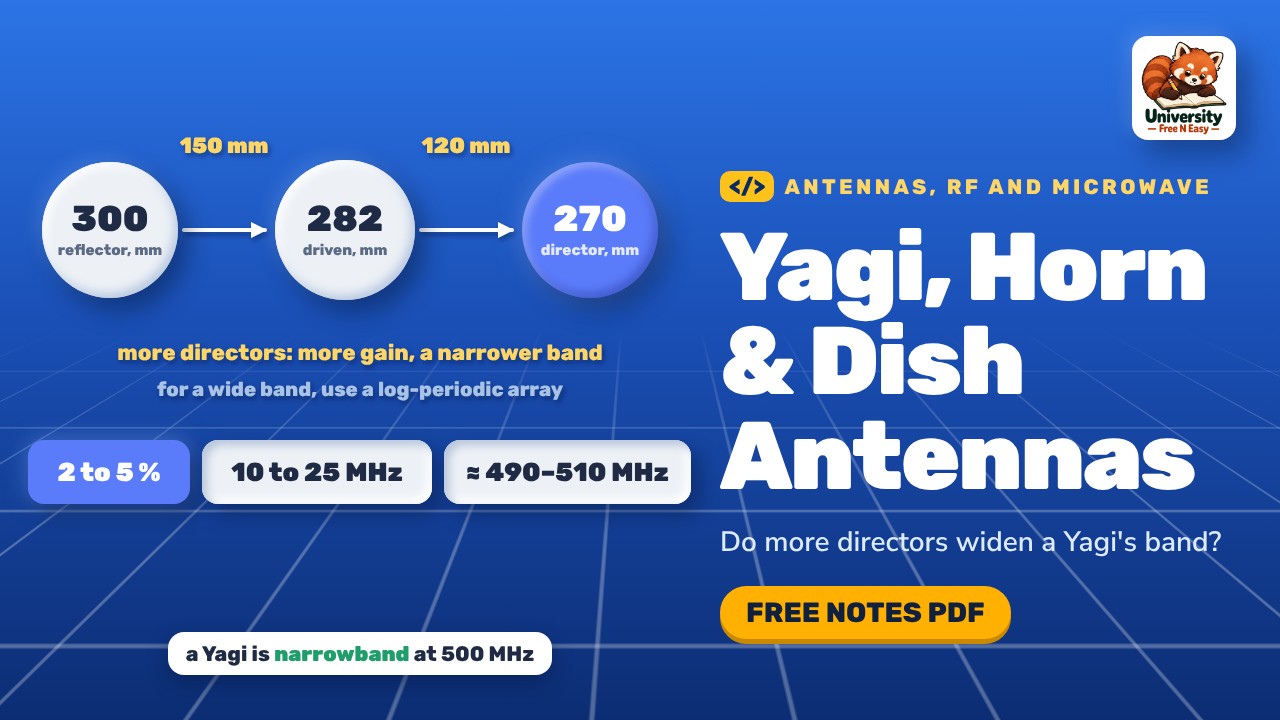 150 mm
120 mm
300
reflector, mm
282
driven, mm
270
director, mm
more directors: more gain, a narrower band
for a wide band, use a log-periodic array
2 to 5 %
10 to 25 MHz
≈ 490–510 MHz
a Yagi is narrowband at 500 MHz
University
Free N Easy
</> ANTENNAS, RF AND MICROWAVE
Yagi, Horn
& Dish
Antennas
Do more directors widen a Yagi's band?
FREE NOTES PDF